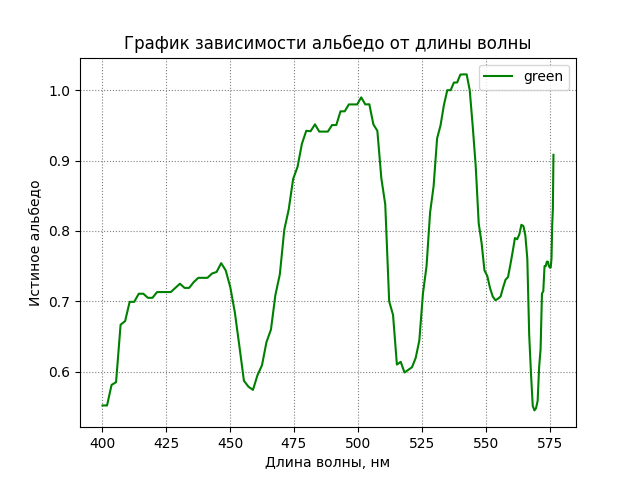 График зависимости альбедо от длины волны
green
Истиное альбедо
1.0
0.9
0.8
0.7
0.6
400 425 450 475 500 525 550 575
Длина волны, нм